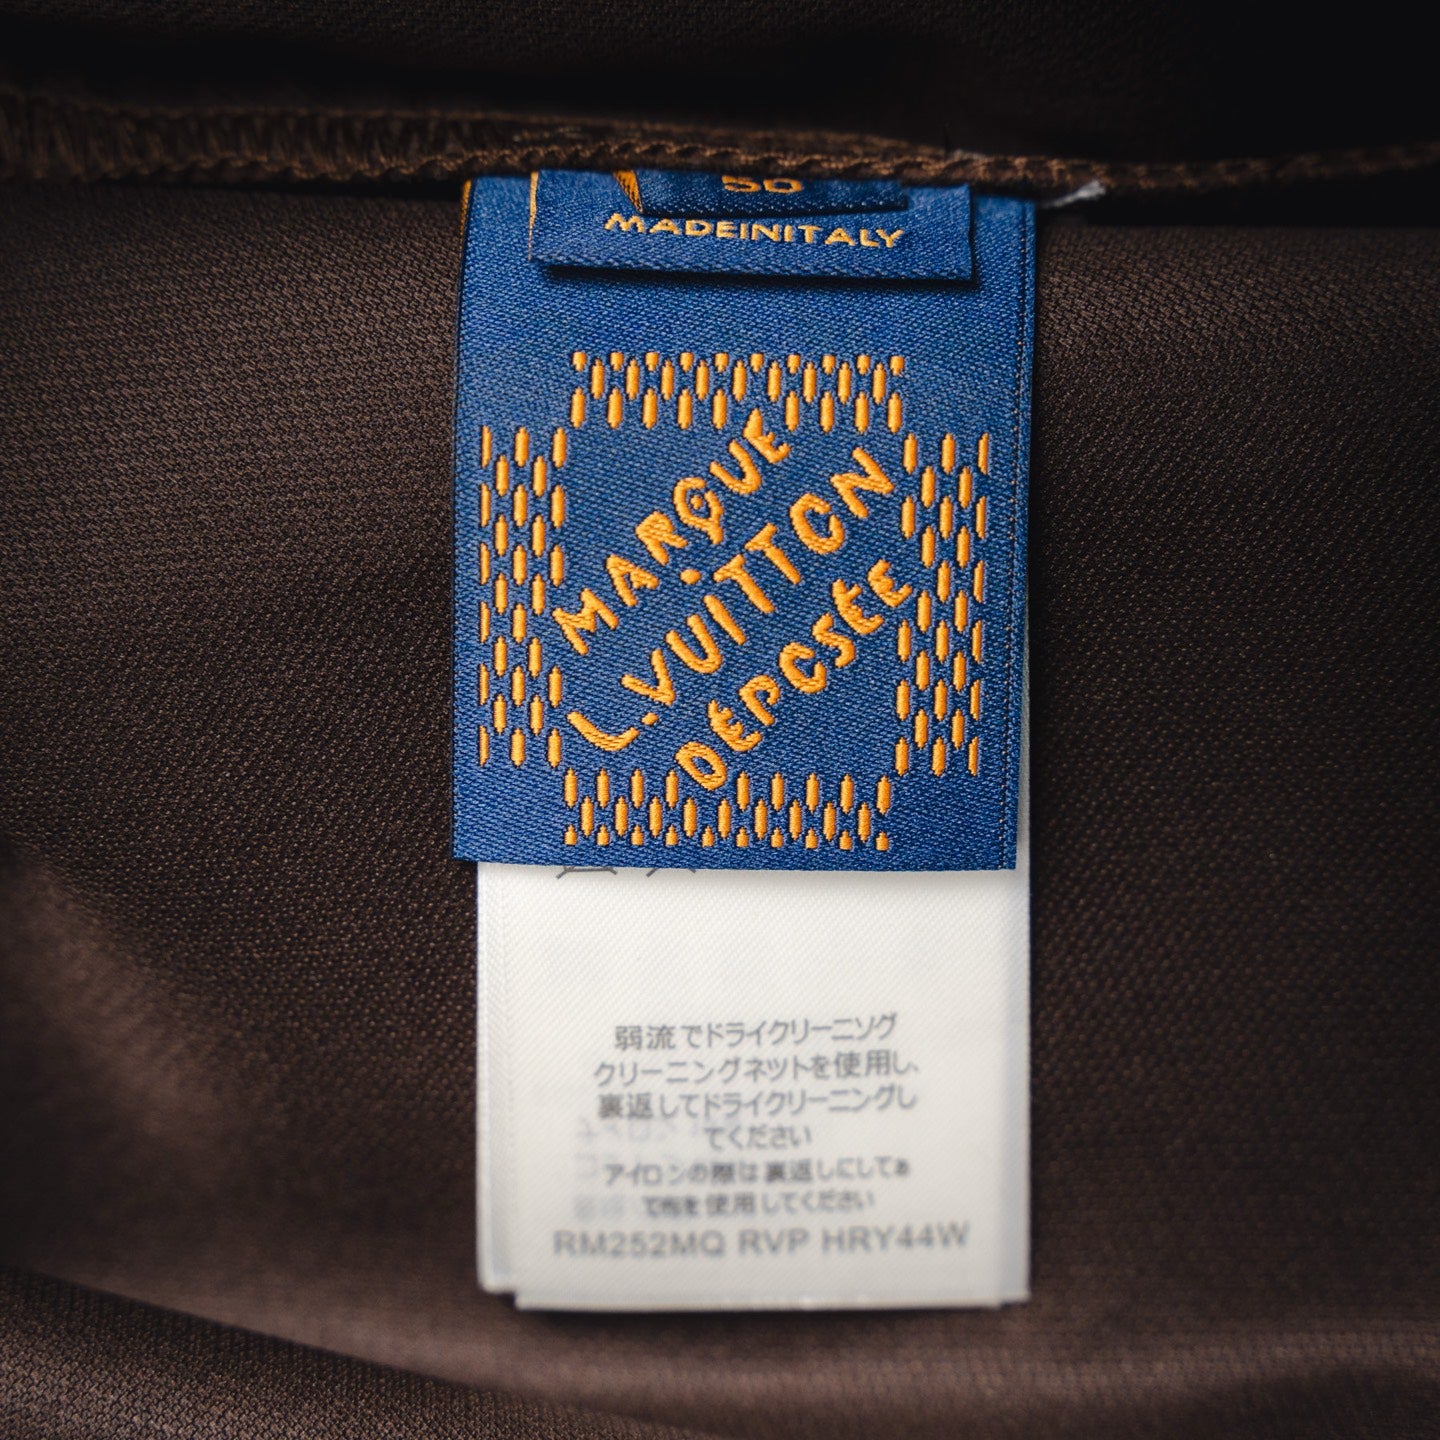 50
MADEINITALY
MARQUE
L.VUITTON
DÉPOSÉE
弱流でドライクリーニソグ
クリーニングネットを使用し、
裏返してドライクリーニングし
てください
アイロンの際は裏返しにしてぁ
て布を使用してください
RM252MQ RVP HRY44W